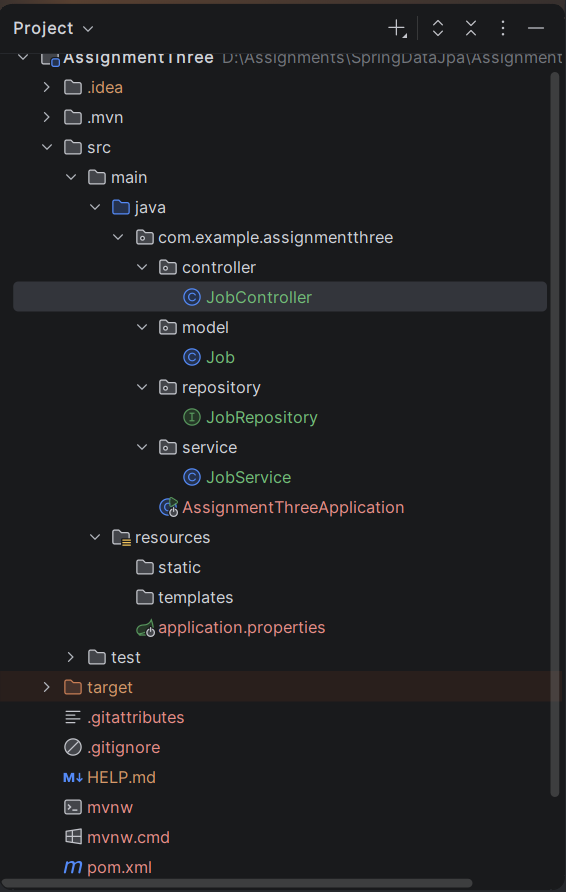 Project
AssignmentThree D:\Assignments\SpringDataJpa\Assignment
.idea
.mvn
src
main
java
com.example.assignmentthree
controller
C JobController
model
C Job
repository
I JobRepository
service
C JobService
AssignmentThreeApplication
resources
static
templates
application.properties
test
target
.gitattributes
.gitignore
M↓ HELP.md
mvnw
mvnw.cmd
m pom.xml